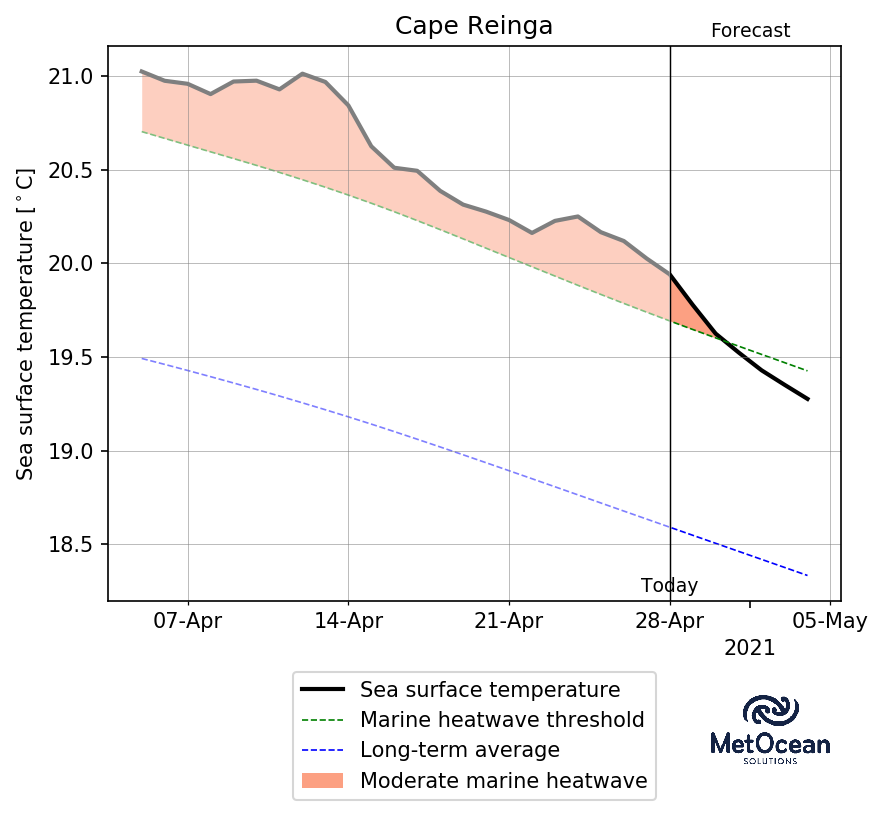 Cape Reinga
Forecast
Sea surface temperature [°C]
21.0
20.5
20.0
19.5
19.0
18.5
Today
07-Apr 14-Apr 21-Apr 28-Apr 05-May
2021
Sea surface temperature
Marine heatwave threshold
Long-term average
Moderate marine heatwave
MetOcean
SOLUTIONS